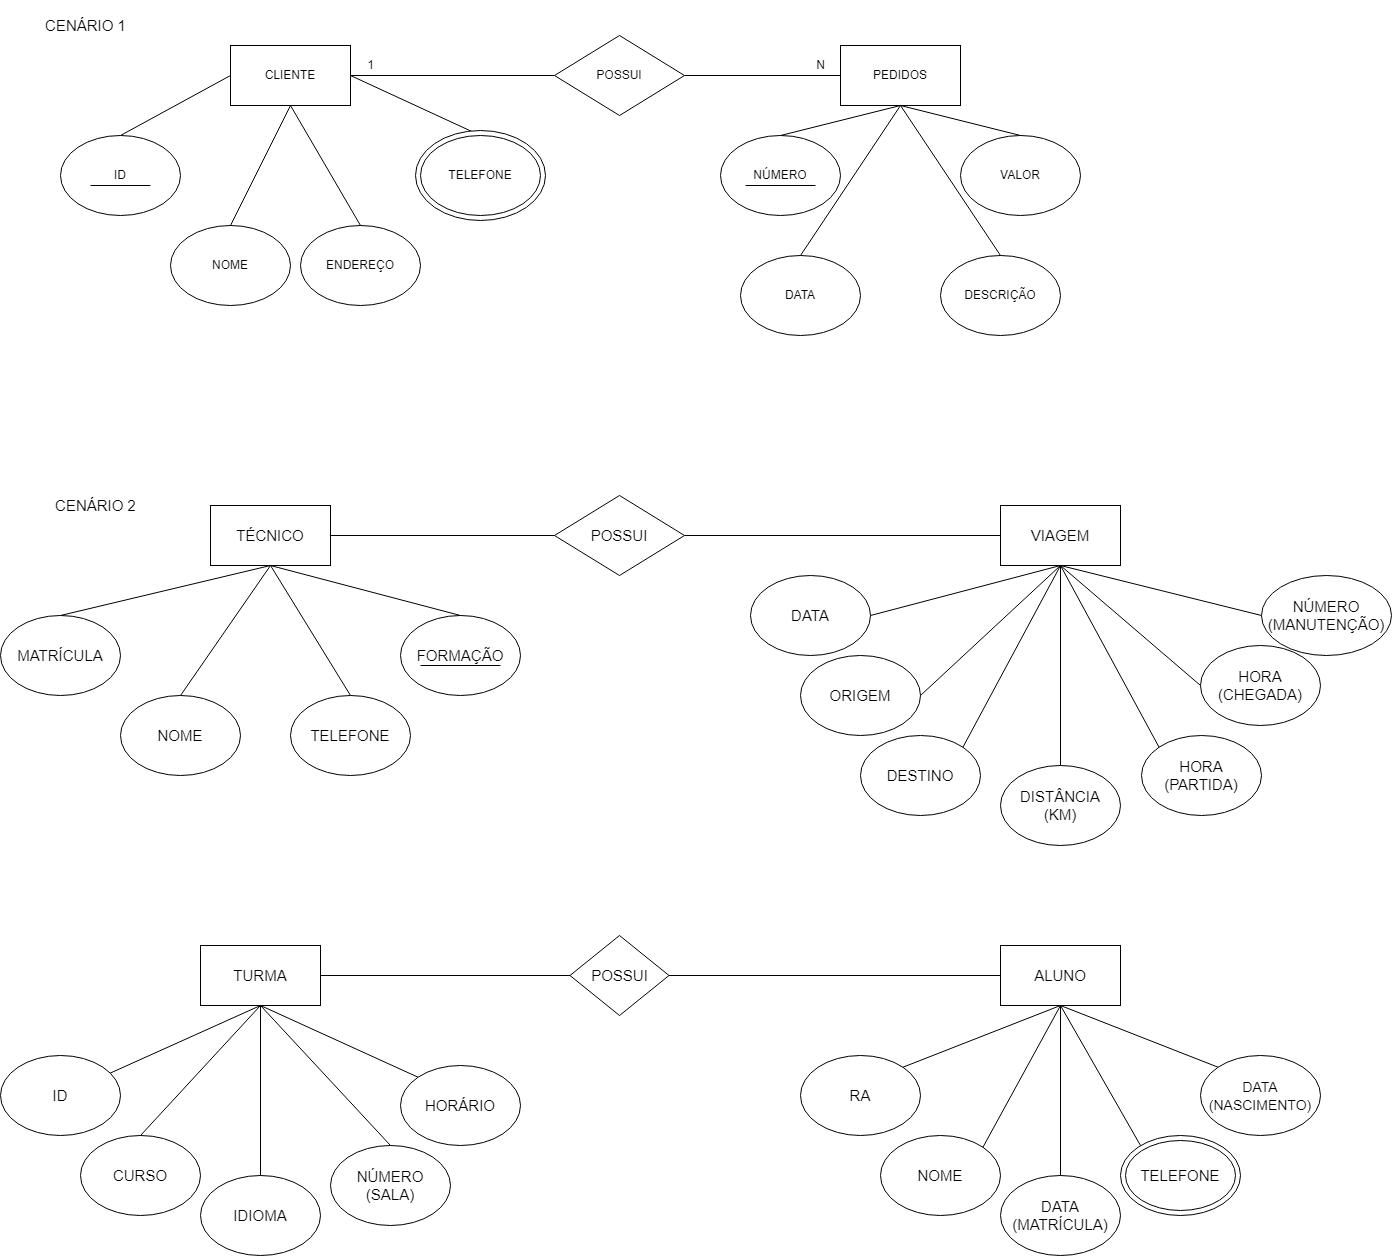 CENÁRIO 1
CLIENTE
1
POSSUI
N
PEDIDOS
ID
TELEFONE
NÚMERO
VALOR
NOME
ENDEREÇO
DATA
DESCRIÇÃO
CENÁRIO 2
TÉCNICO
POSSUI
VIAGEM
MATRÍCULA
NOME
TELEFONE
FORMAÇÃO
DATA
ORIGEM
DESTINO
DISTÂNCIA
(KM)
HORA
(PARTIDA)
HORA
(CHEGADA)
NÚMERO
(MANUTENÇÃO)
TURMA
POSSUI
ALUNO
ID
CURSO
IDIOMA
NÚMERO
(SALA)
HORÁRIO
RA
NOME
DATA
(MATRÍCULA)
TELEFONE
DATA
(NASCIMENTO)